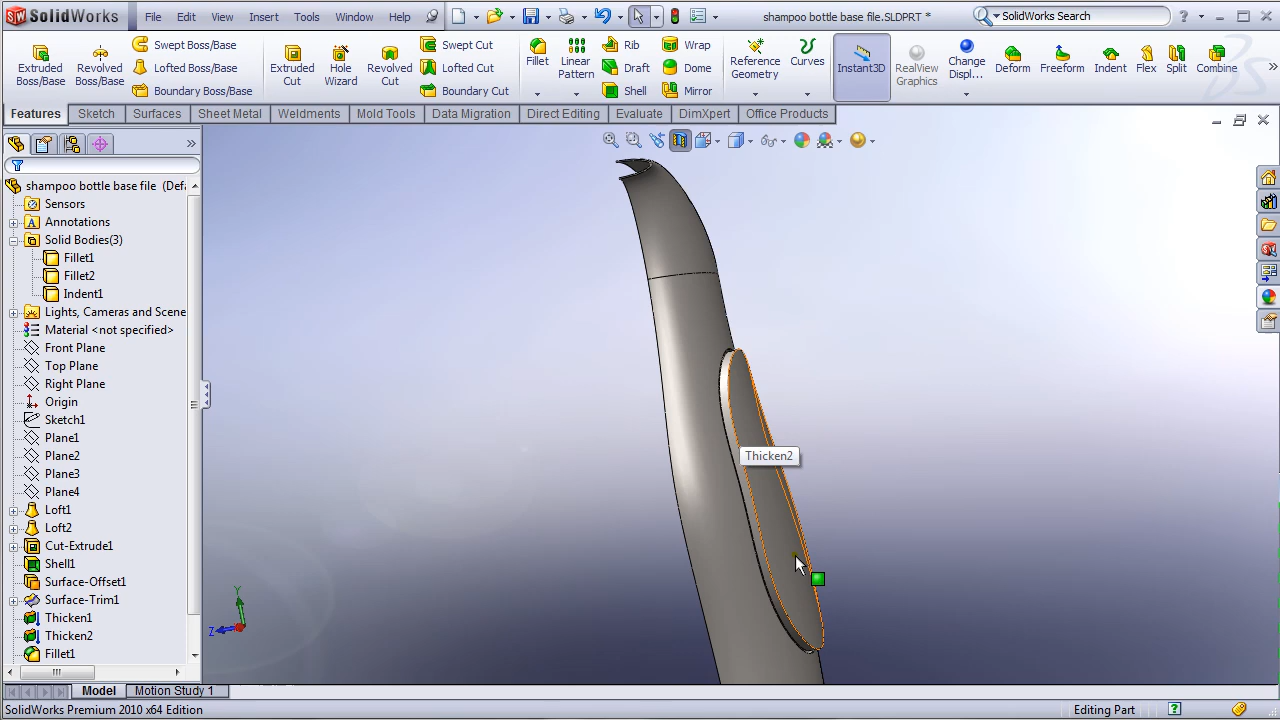 SolidWorks File Edit View Insert Tools Window Help shampoo bottle base file.SLDPRT * SolidWorks Search
Extruded Boss/Base Revolved Boss/Base Swept Boss/Base Lofted Boss/Base Boundary Boss/Base Extruded Cut Hole Wizard Revolved Cut Swept Cut Lofted Cut Boundary Cut Fillet Linear Pattern Rib Draft Shell Wrap Dome Mirror Reference Geometry Curves Instant3D RealView Graphics Change Displ... Deform Freeform Indent Flex Split Combine
Features Sketch Surfaces Sheet Metal Weldments Mold Tools Data Migration Direct Editing Evaluate DimXpert Office Products
shampoo bottle base file (Defa
Sensors
Annotations
Solid Bodies(3)
Fillet1
Fillet2
Indent1
Lights, Cameras and Scene
Material <not specified>
Front Plane
Top Plane
Right Plane
Origin
Sketch1
Plane1
Plane2
Plane3
Plane4
Loft1
Loft2
Cut-Extrude1
Shell1
Surface-Offset1
Surface-Trim1
Thicken1
Thicken2
Fillet1
Thicken2
Y
Z
Model Motion Study 1
SolidWorks Premium 2010 x64 Edition Editing Part